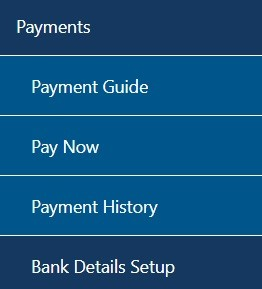 Payments
Payment Guide
Pay Now
Payment History
Bank Details Setup